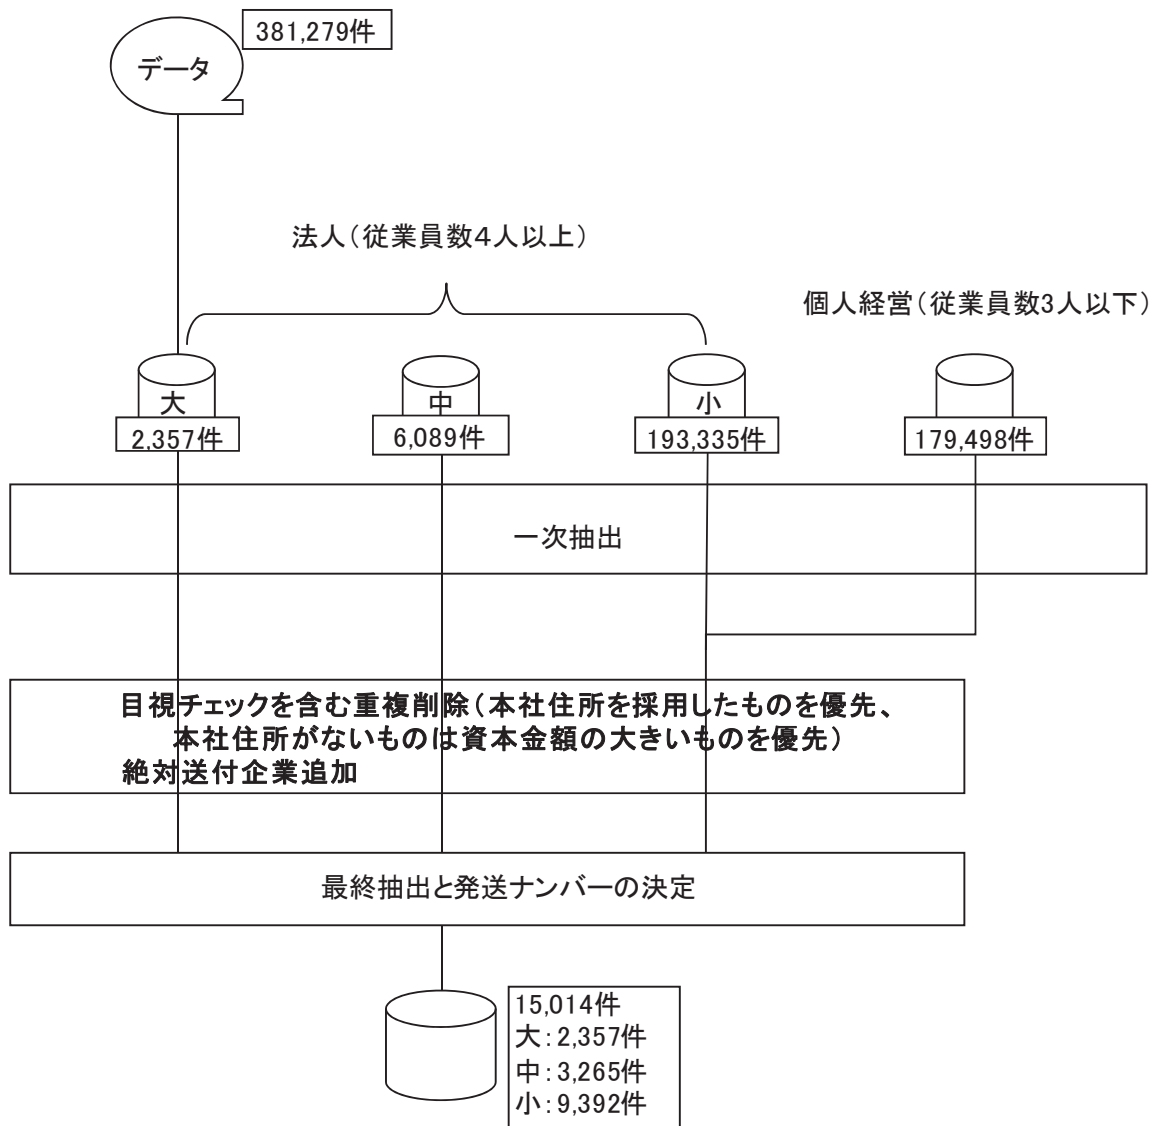 381,279件
データ
法人(従業員数４人以上)
個人経営(従業員数3人以下)
大
中
小
2,357件
6,089件
193,335件
179,498件
一次抽出
目視チェックを含む重複削除(本社住所を採用したものを優先、
本社住所がないものは資本金額の大きいものを優先)
絶対送付企業追加
最終抽出と発送ナンバーの決定
15,014件
大：2,357件
中：3,265件
小：9,392件